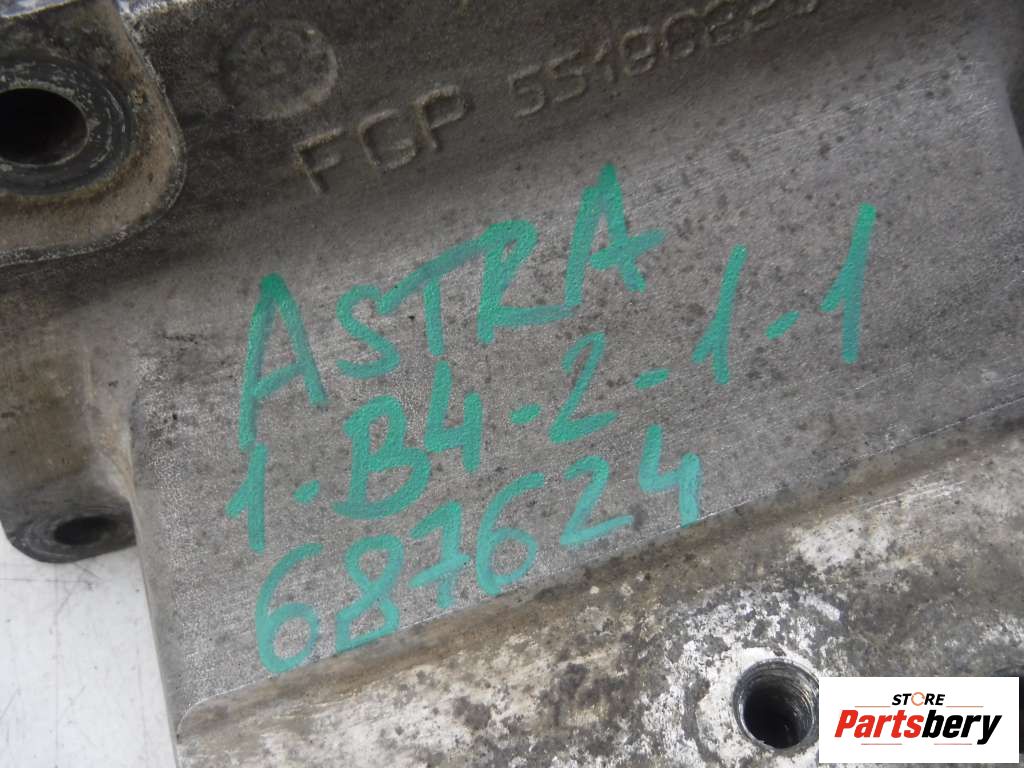 FGP
ASTRA
1-B4-2-1-1
687624
STORE
Partsbery